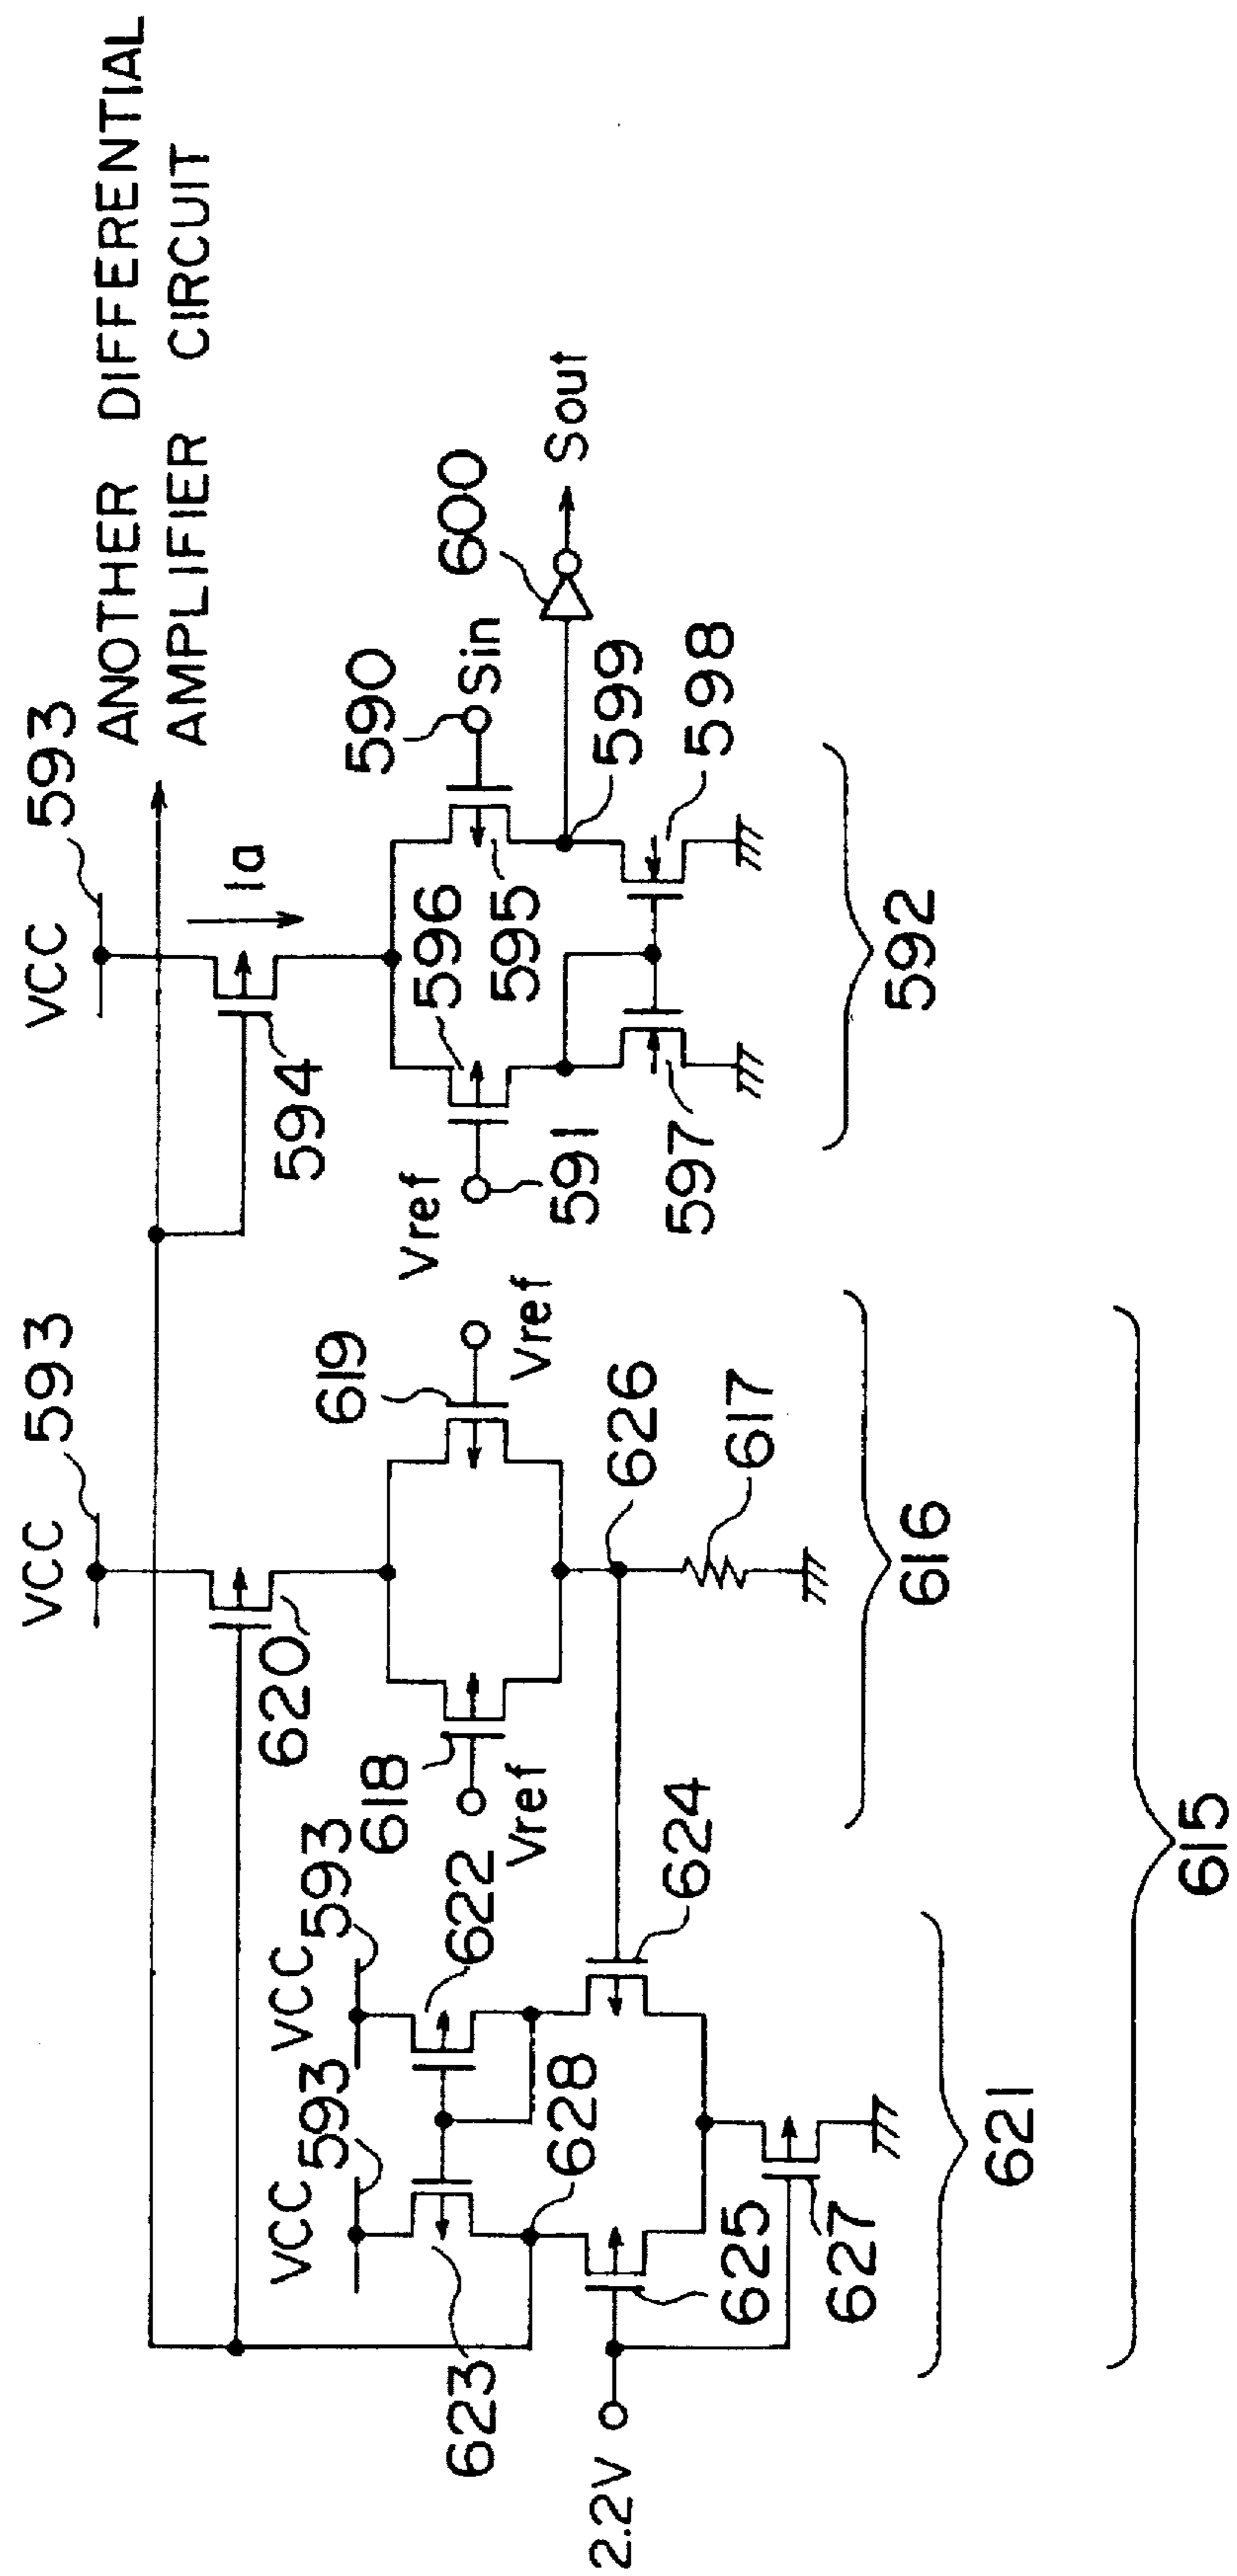 ANOTHER DIFFERENTIAL
AMPLIFIER CIRCUIT
VCC 593
VCC 593
Ia
594
620
596
595
590
Sin
600
Sout
599
598
597
Vref
591
592
619
Vref
618
Vref
626
617
616
VCC 593
VCC 593
622
623
628
624
625
627
2.2V
621
615